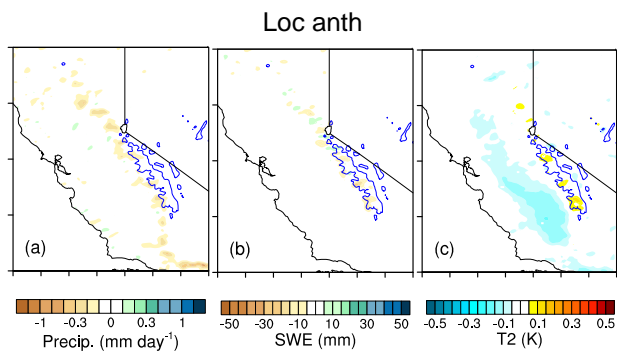 Loc anth
(a) (b) (c)
-1 -0.3 0 0.3 1
-50 -30 -10 10 30 50
-0.5 -0.3 -0.1 0.1 0.3 0.5
Precip. (mm day⁻¹) SWE (mm) T2 (K)